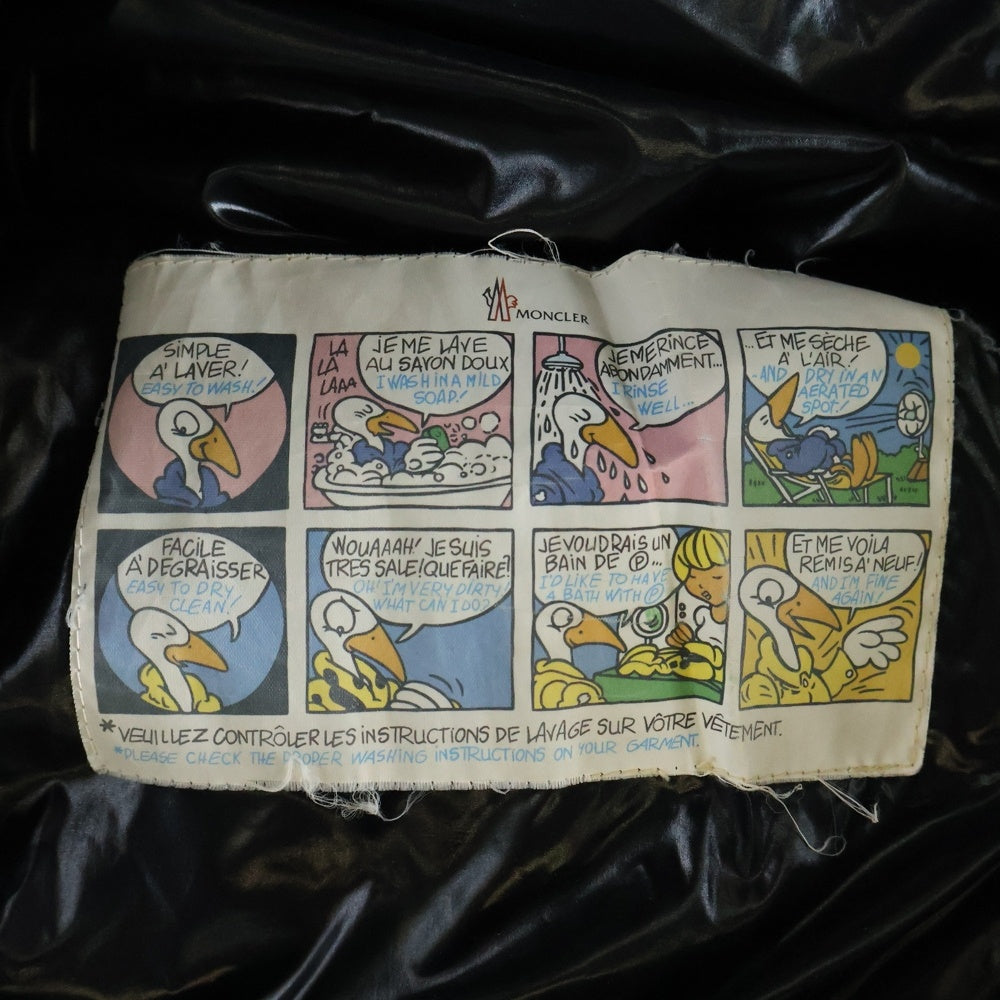 MONCLER
SIMPLE
A' LAVER!
EASY TO WASH!
LA
LA
LAAA
JE ME LAVE
AU SAVON DOUX
I WASH IN A MILD
SOAP!
JE ME RINCE
ABONDAMMENT...
I RINSE
WELL...
...ET ME SÈCHE
A' L'AIR!
...AND DRY IN AN
AERATED
SPOT!
FACILE
A' DEGRAISSER
EASY TO DRY
CLEAN!
WOUAAAH! JE SUIS
TRES SALE! QUE FAIRE?
OH! I'M VERY DIRTY
WHAT CAN I DO?
JE VOUDRAIS UN
BAIN DE Ⓟ...
I'D LIKE TO HAVE
A BATH WITH Ⓟ
ET ME VOILA
REMIS A' NEUF!
AND I'M FINE
AGAIN!
*VEUILLEZ CONTRÔLER LES INSTRUCTIONS DE LAVAGE SUR VÔTRE VÊTEMENT.
*PLEASE CHECK THE PROPER WASHING INSTRUCTIONS ON YOUR GARMENT.